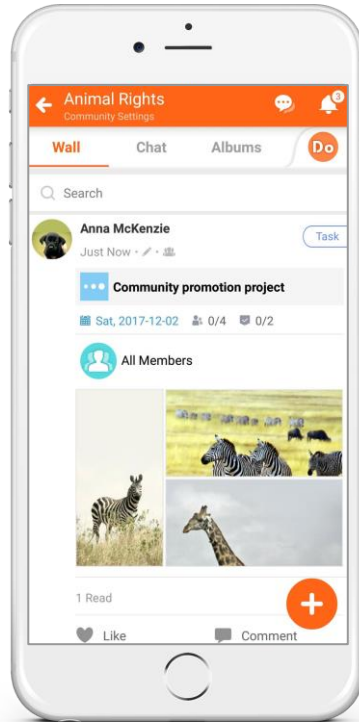 Animal Rights
3
Community Settings
Wall Chat Albums Do
Search
Anna McKenzie
Task
Just Now
Community promotion project
Sat, 2017-12-02 0/4 0/2
All Members
1 Read
+
Like Comment